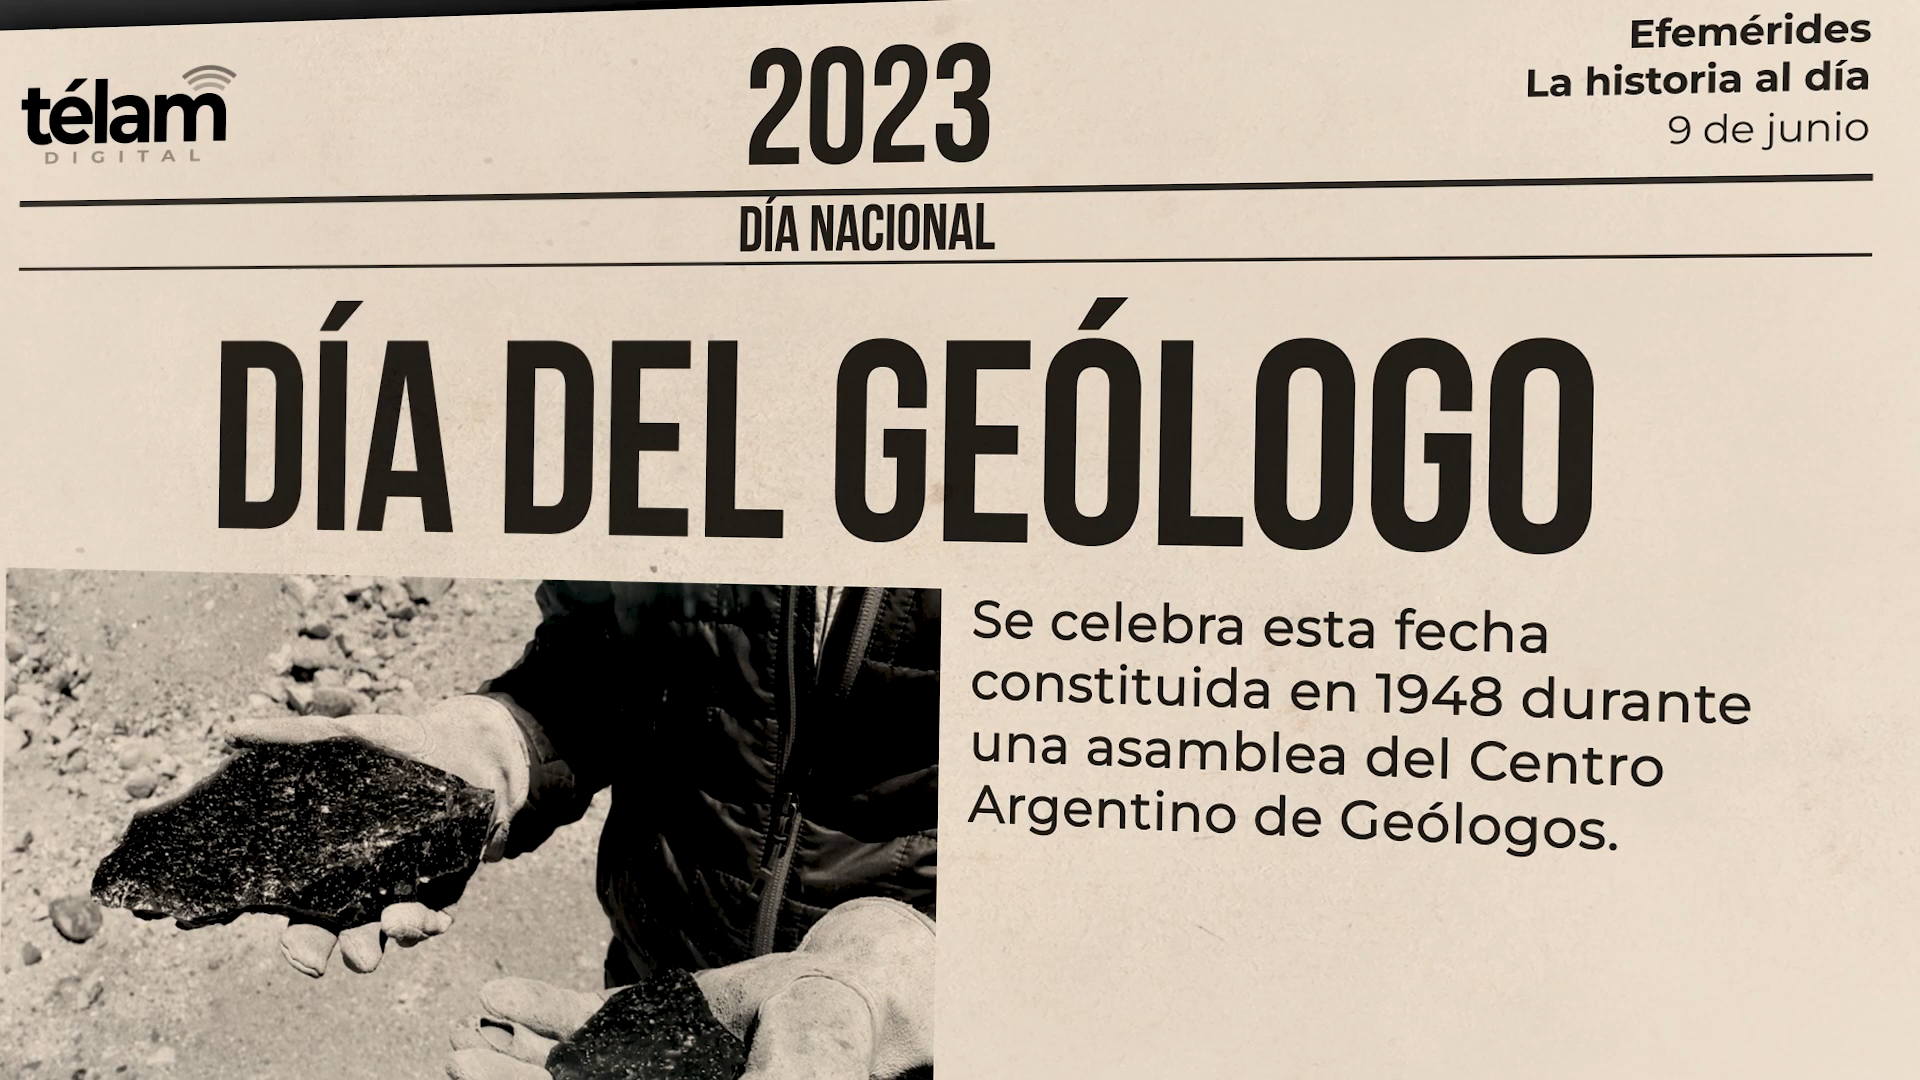 télam
DIGITAL
2023
Efemérides
La historia al día
9 de junio
DÍA NACIONAL
DÍA DEL GEÓLOGO
Se celebra esta fecha
constituida en 1948 durante
una asamblea del Centro
Argentino de Geólogos.